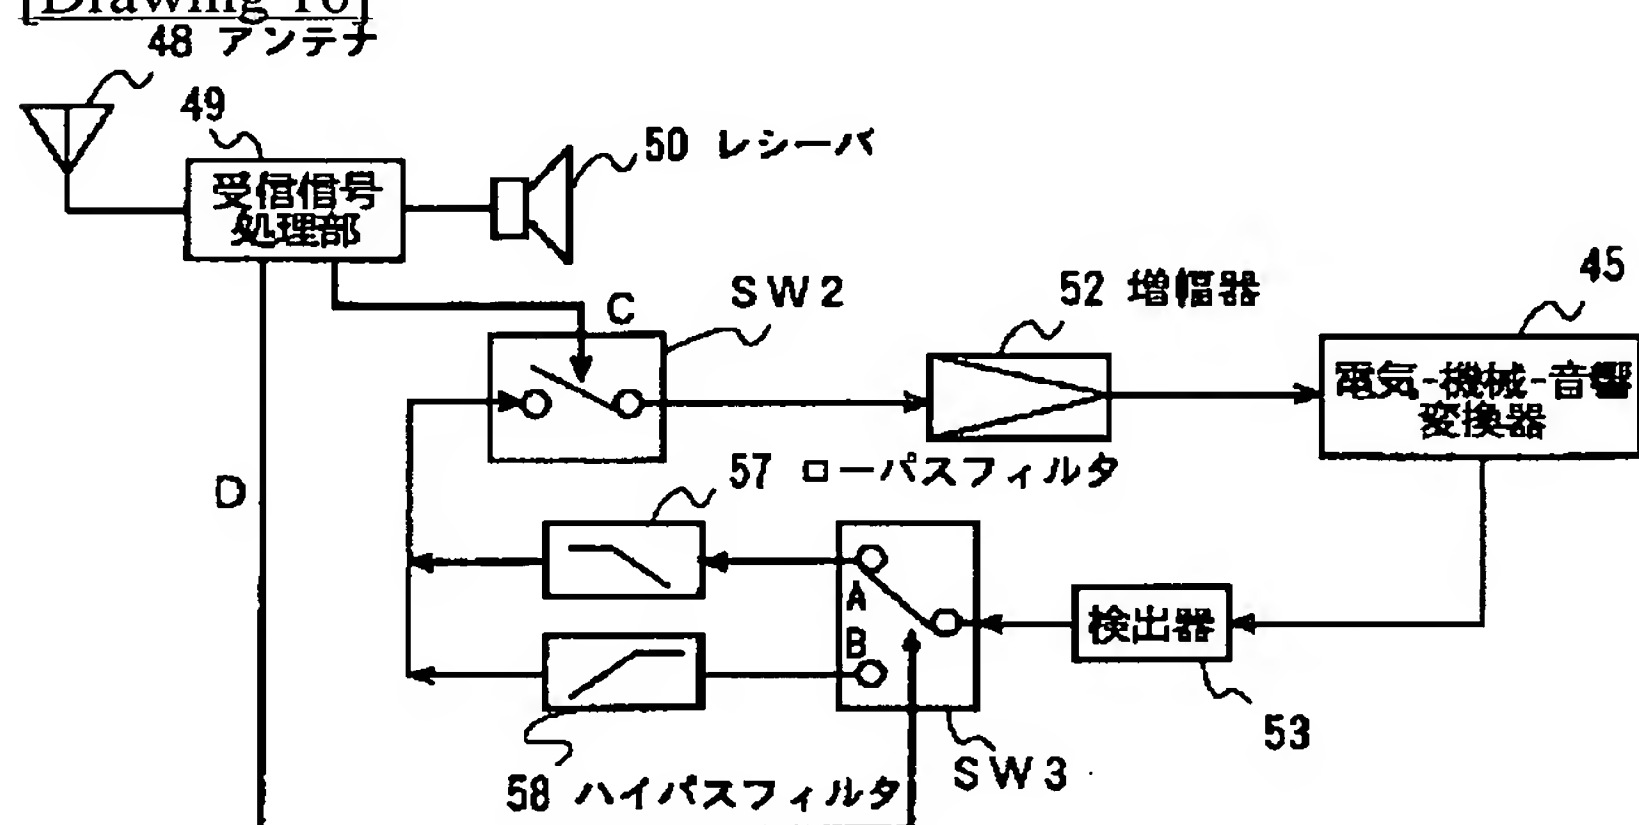 [Drawing 16]
48 アンテナ
49
50 レシーバ
受信信号
処理部
SW2
C
52 増幅器
45
電気-機械-音響
変換器
57 ローパスフィルタ
D
A
B
検出器
53
SW3
58 ハイパスフィルタ